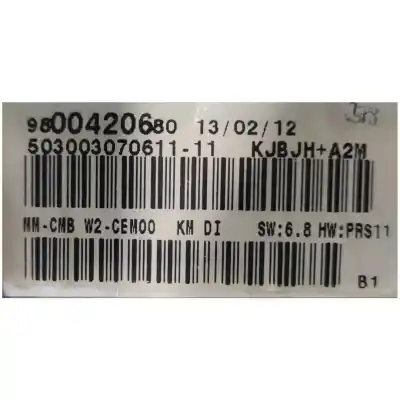 9800420680 13/02/12
503003070611-11 KJBJH+A2M
MM-CMB W2-CEM00 KM DI SW:6.8 HW:PRS11
B1